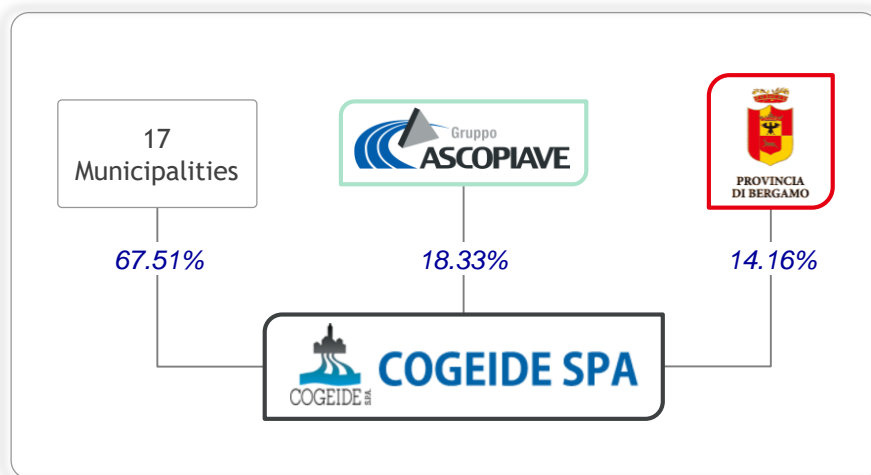 17
Municipalities
Gruppo
ASCOPIAVE
PROVINCIA
DI BERGAMO
67.51%
18.33%
14.16%
COGEIDE S.P.A.
COGEIDE SPA